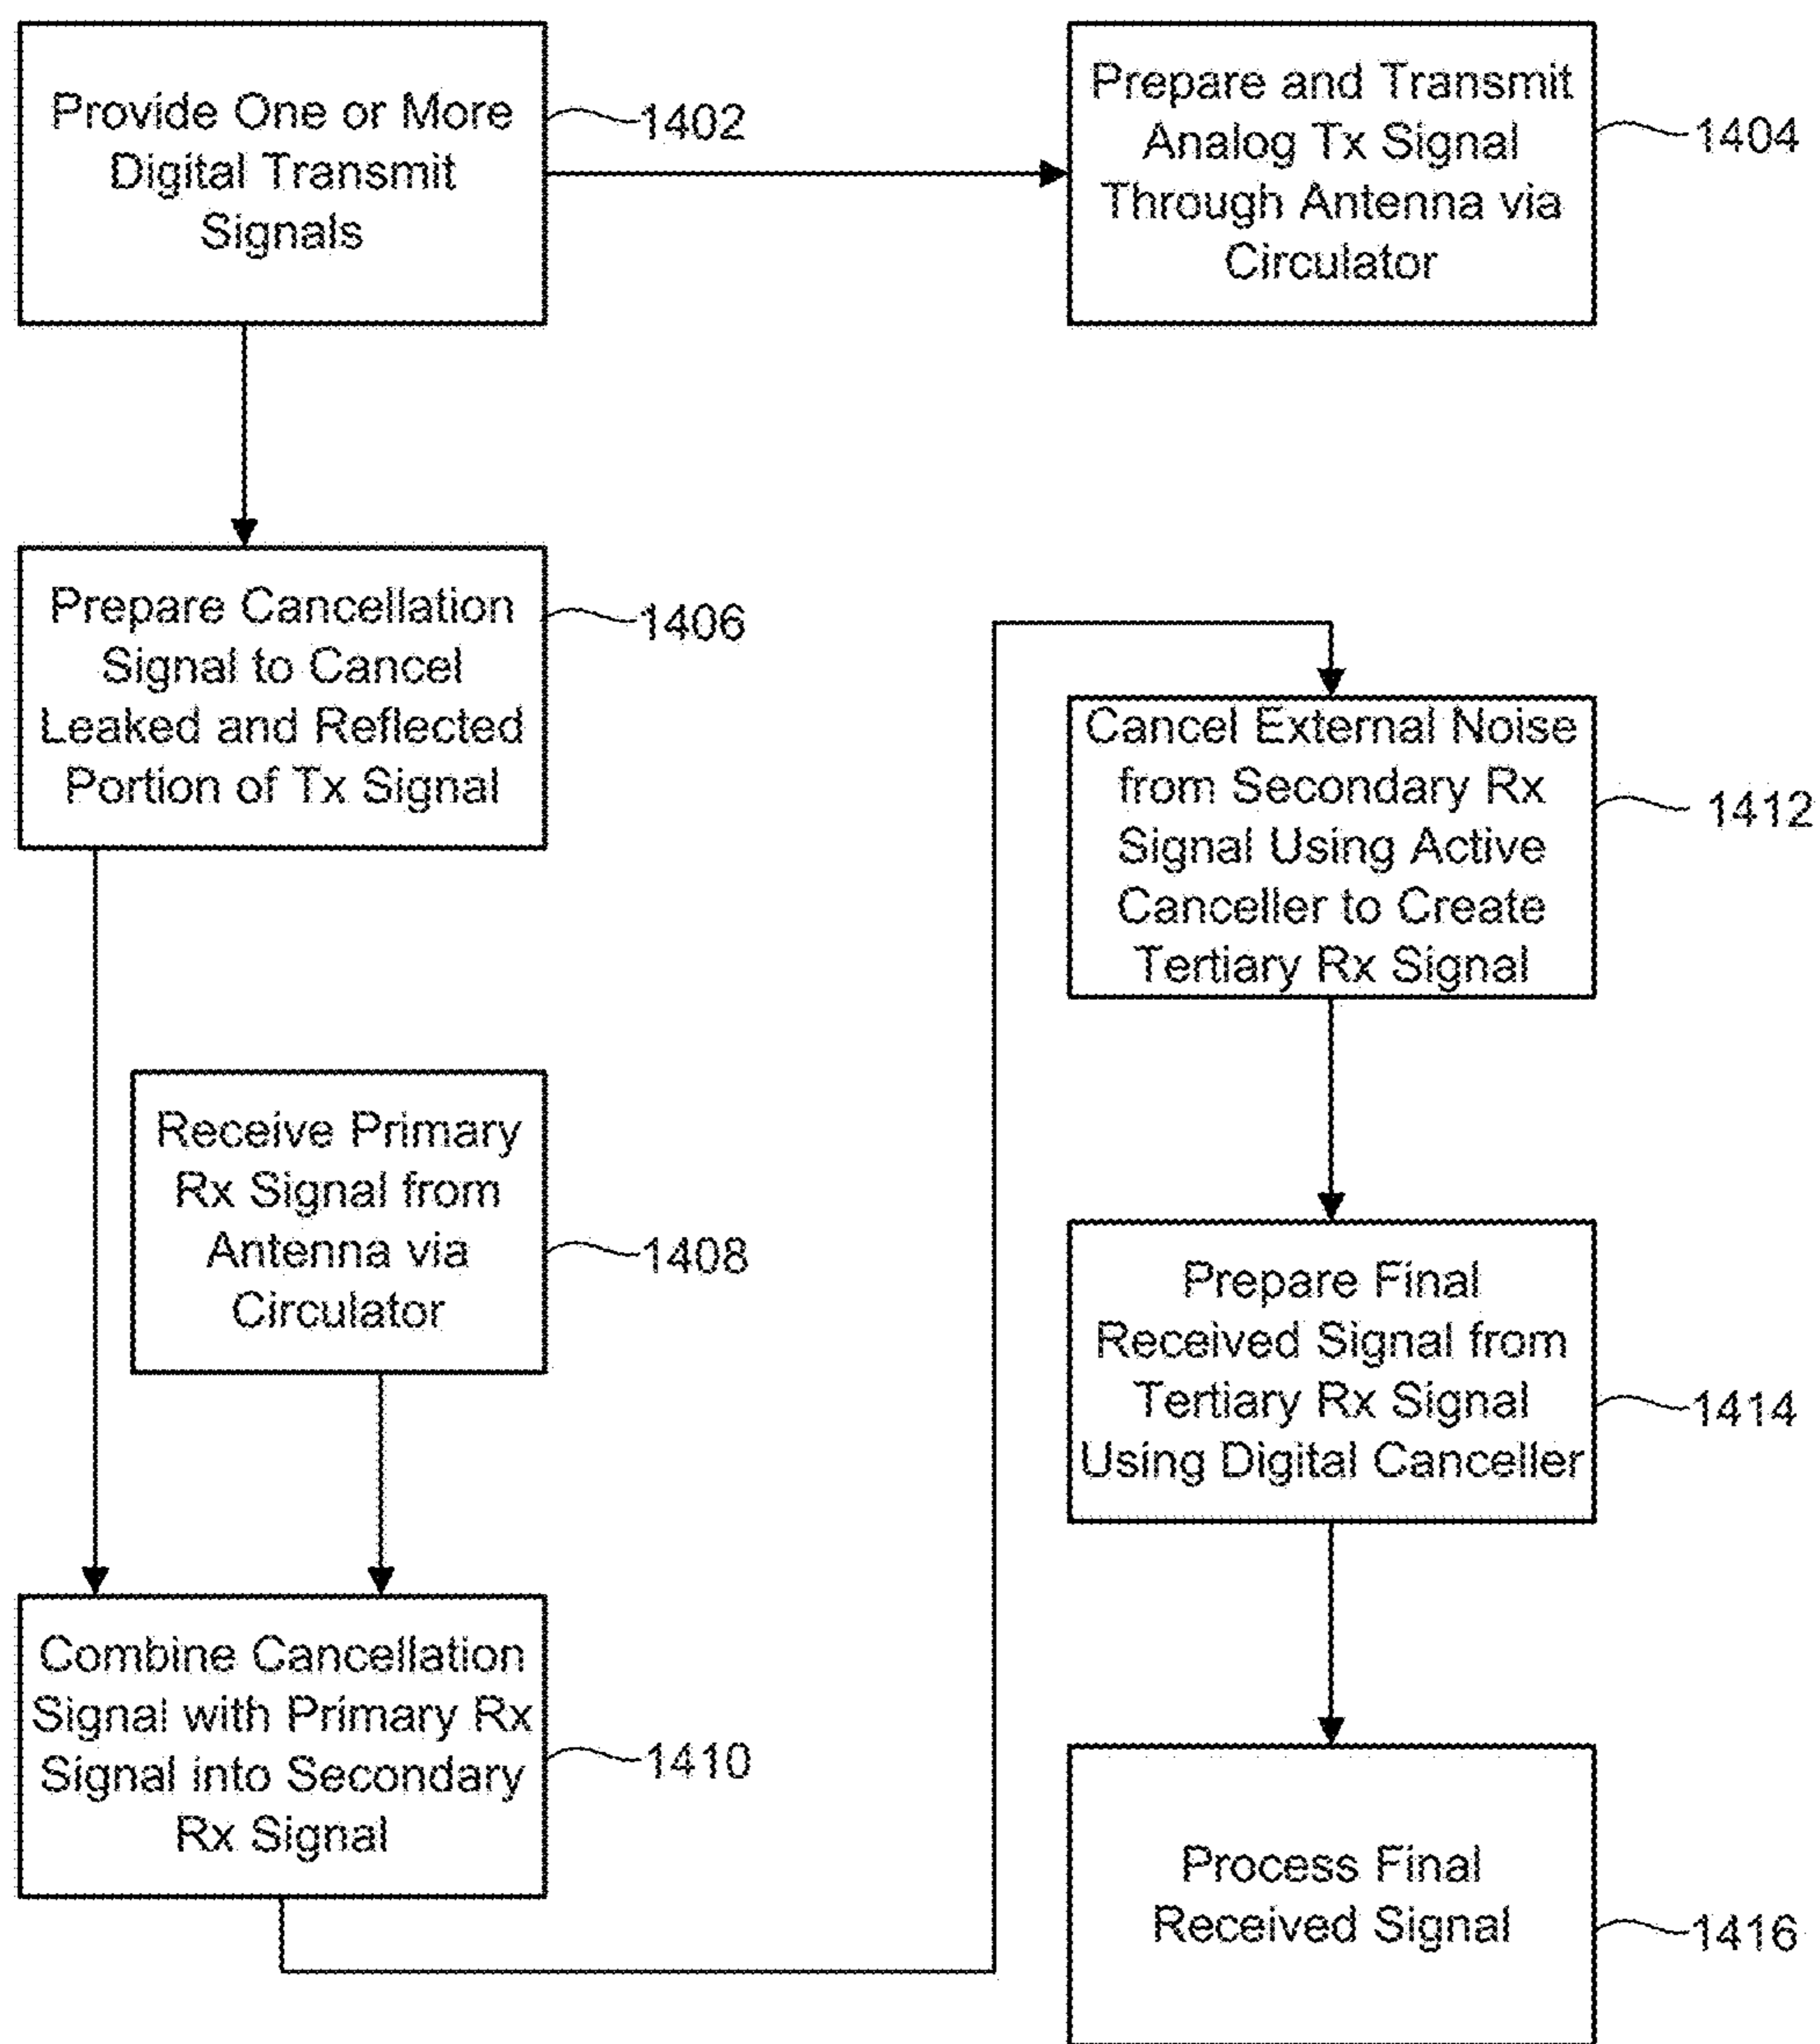 Provide One or More
Digital Transmit
Signals
1402
Prepare and Transmit
Analog Tx Signal
Through Antenna via
Circulator
1404
Prepare Cancellation
Signal to Cancel
Leaked and Reflected
Portion of Tx Signal
1406
Receive Primary
Rx Signal from
Antenna via
Circulator
1408
Combine Cancellation
Signal with Primary Rx
Signal into Secondary
Rx Signal
1410
Cancel External Noise
from Secondary Rx
Signal Using Active
Canceller to Create
Tertiary Rx Signal
1412
Prepare Final
Received Signal from
Tertiary Rx Signal
Using Digital Canceller
1414
Process Final
Received Signal
1416